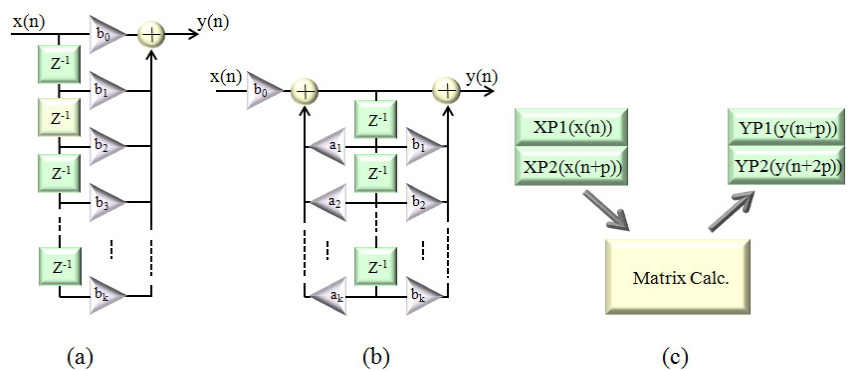 x(n) b0 + y(n)
Z-1
b1
Z-1
b2
Z-1
b3
Z-1
bk
(a)
x(n) b0 + + y(n)
Z-1
a1 b1
Z-1
a2 b2
Z-1
ak bk
(b)
XP1(x(n))
XP2(x(n+p))
YP1(y(n+p))
YP2(y(n+2p))
Matrix Calc.
(c)